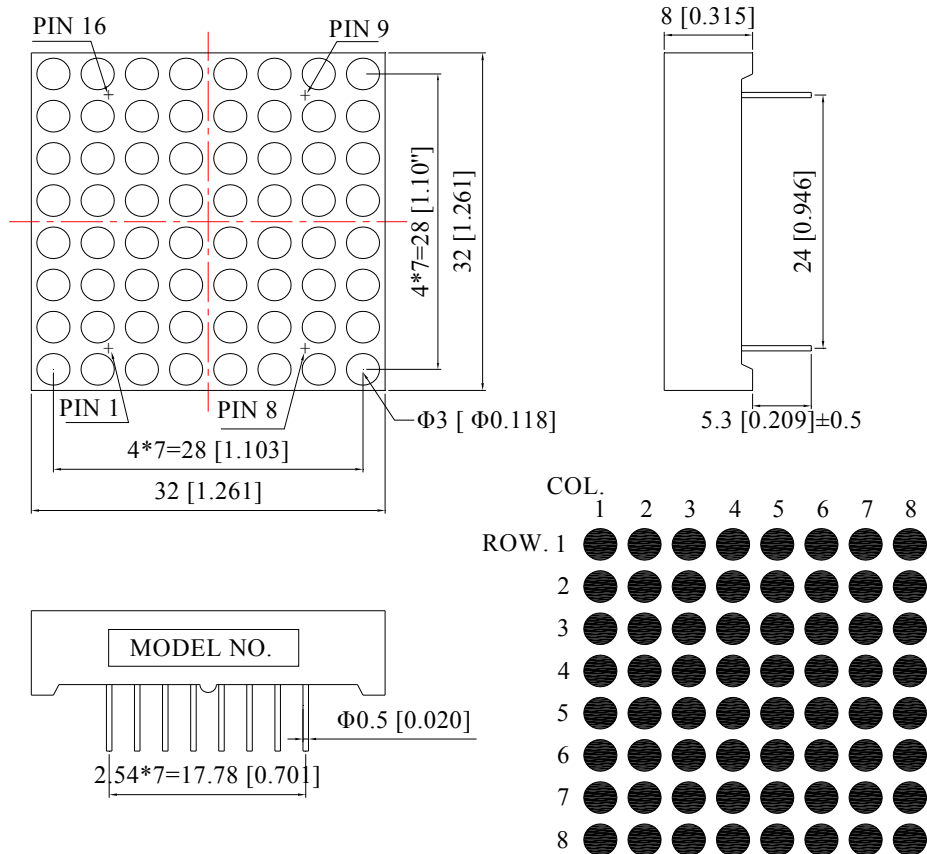 PIN 16
PIN 9
4*7=28 [1.10"]
32 [1.261]
PIN 1
PIN 8
Φ3 [ Φ0.118]
4*7=28 [1.103]
32 [1.261]
8 [0.315]
24 [0.946]
5.3 [0.209]±0.5
MODEL NO.
Φ0.5 [0.020]
2.54*7=17.78 [0.701]
COL.
1 2 3 4 5 6 7 8
ROW. 1
2
3
4
5
6
7
8